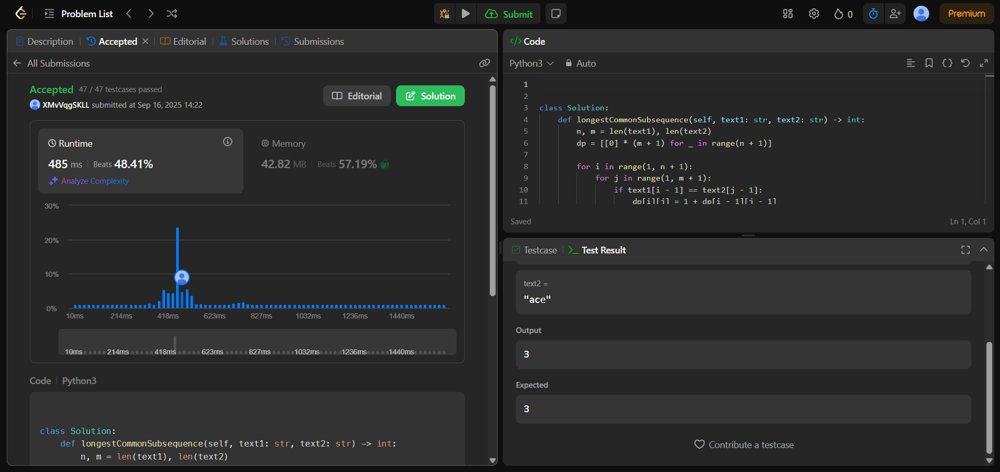 Problem List
Submit
0
Premium
Description
Accepted
Editorial
Solutions
Submissions
All Submissions
Accepted 47 / 47 testcases passed
XMvVqgSKLL submitted at Sep 16, 2025 14:22
Editorial
Solution
Runtime
485 ms Beats 48.41%
Analyze Complexity
Memory
42.82 MB Beats 57.19%
30%
20%
10%
0%
10ms 214ms 418ms 623ms 827ms 1032ms 1236ms 1440ms
10ms 214ms 418ms 623ms 827ms 1032ms 1236ms 1440ms
Code Python3
class Solution:
def longestCommonSubsequence(self, text1: str, text2: str) -> int:
n, m = len(text1), len(text2)
</> Code
Python3 Auto
1
2
3 class Solution:
4 def longestCommonSubsequence(self, text1: str, text2: str) -> int:
5 n, m = len(text1), len(text2)
6 dp = [[0] * (m + 1) for _ in range(n + 1)]
7
8 for i in range(1, n + 1):
9 for j in range(1, m + 1):
10 if text1[i - 1] == text2[j - 1]:
11 dp[i][j] = 1 + dp[i - 1][j - 1]
Saved
Ln 1, Col 1
Testcase
Test Result
text2 =
"ace"
Output
3
Expected
3
Contribute a testcase